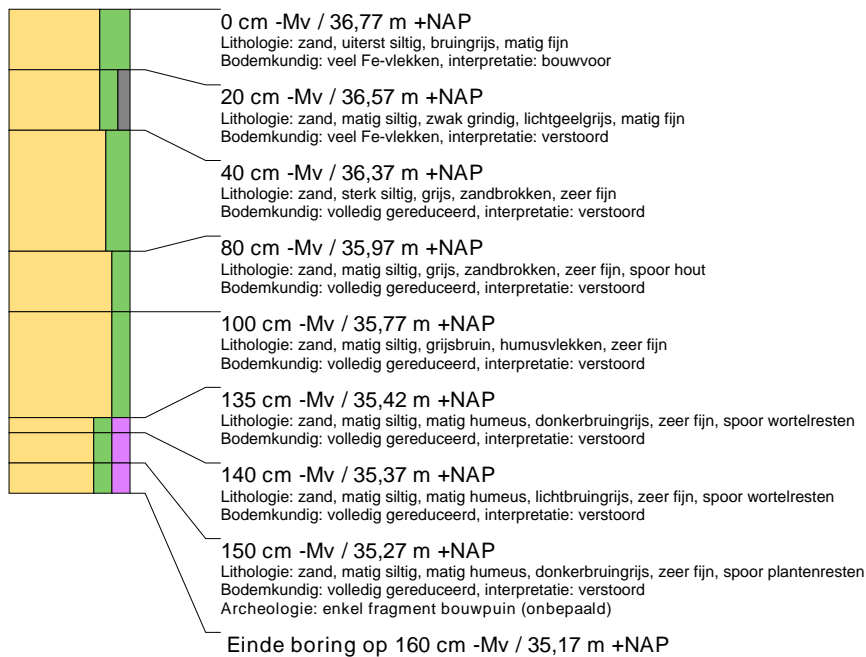 0 cm -Mv / 36,77 m +NAP
Lithologie: zand, uiterst siltig, bruingrijs, matig fijn
Bodemkundig: veel Fe-vlekken, interpretatie: bouwvoor
20 cm -Mv / 36,57 m +NAP
Lithologie: zand, matig siltig, zwak grindig, lichtgeelgrijs, matig fijn
Bodemkundig: veel Fe-vlekken, interpretatie: verstoord
40 cm -Mv / 36,37 m +NAP
Lithologie: zand, sterk siltig, grijs, zandbrokken, zeer fijn
Bodemkundig: volledig gereduceerd, interpretatie: verstoord
80 cm -Mv / 35,97 m +NAP
Lithologie: zand, matig siltig, grijs, zandbrokken, zeer fijn, spoor hout
Bodemkundig: volledig gereduceerd, interpretatie: verstoord
100 cm -Mv / 35,77 m +NAP
Lithologie: zand, matig siltig, grijsbruin, humusvlekken, zeer fijn
Bodemkundig: volledig gereduceerd, interpretatie: verstoord
135 cm -Mv / 35,42 m +NAP
Lithologie: zand, matig siltig, matig humeus, donkerbruingrijs, zeer fijn, spoor wortelresten
Bodemkundig: volledig gereduceerd, interpretatie: verstoord
140 cm -Mv / 35,37 m +NAP
Lithologie: zand, matig siltig, matig humeus, lichtbruingrijs, zeer fijn, spoor wortelresten
Bodemkundig: volledig gereduceerd, interpretatie: verstoord
150 cm -Mv / 35,27 m +NAP
Lithologie: zand, matig siltig, matig humeus, donkerbruingrijs, zeer fijn, spoor plantenresten
Bodemkundig: volledig gereduceerd, interpretatie: verstoord
Archeologie: enkel fragment bouwpuin (onbepaald)
Einde boring op 160 cm -Mv / 35,17 m +NAP